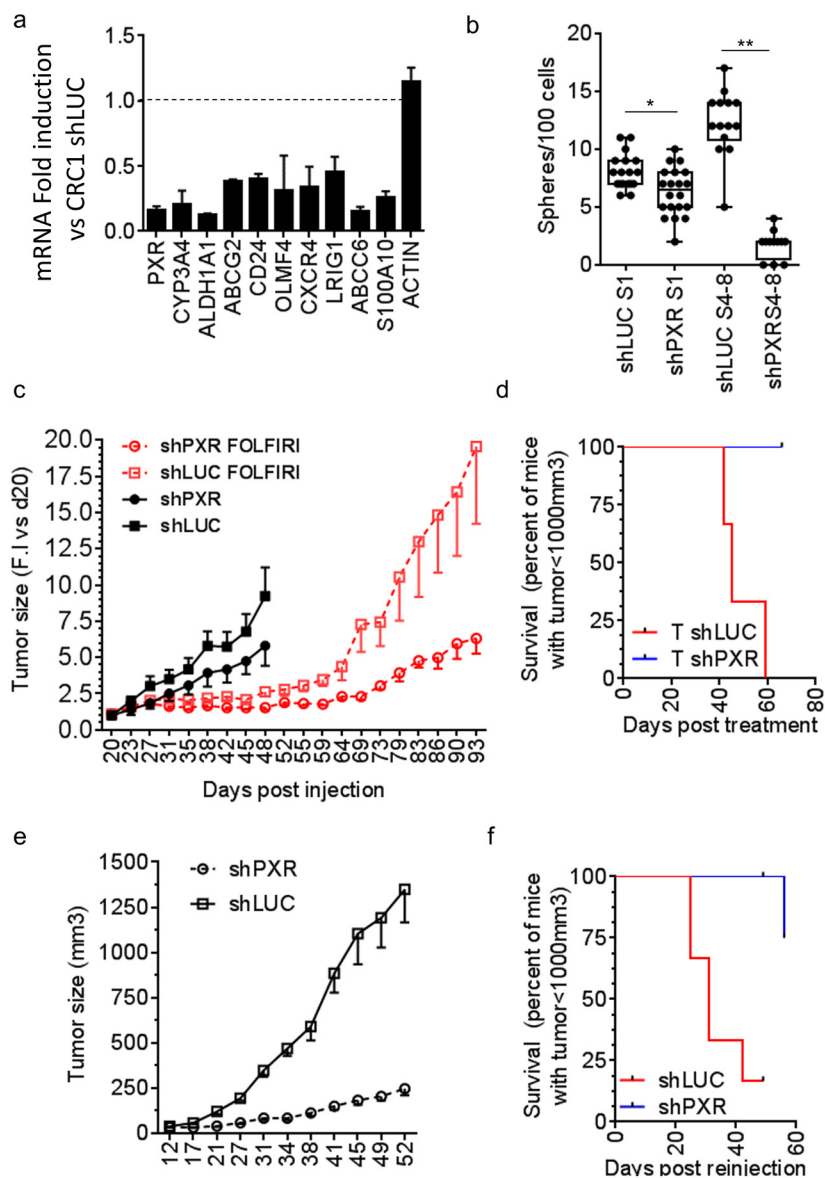 a
mRNA Fold induction
vs CRC1 shLUC
1.5
1.0
0.5
0.0
PXR
CYP3A4
ALDH1A1
ABCG2
CD24
OLMF4
CXCR4
LRIG1
ABCC6
S100A10
ACTIN
b
Spheres/100 cells
20
15
10
5
0
*
**
shLUC S1
shPXR S1
shLUC S4-8
shPXRS4-8
c
Tumor size (F.I vs d20)
20.0
17.5
15.0
12.5
10.0
7.5
5.0
2.5
0.0
shPXR FOLFIRI
shLUC FOLFIRI
shPXR
shLUC
20
23
27
31
35
38
42
45
48
52
55
59
64
69
73
79
83
86
90
93
Days post injection
d
Survival (percent of mice
with tumor<1000mm3)
100
75
50
25
0
T shLUC
T shPXR
0 20 40 60 80
Days post treatment
e
Tumor size (mm3)
1500
1250
1000
750
500
250
0
shPXR
shLUC
12
17
21
27
31
34
38
41
45
49
52
f
Survival (percent of mice
with tumor<1000mm3)
100
75
50
25
0
shLUC
shPXR
0 20 40 60
Days post reinjection